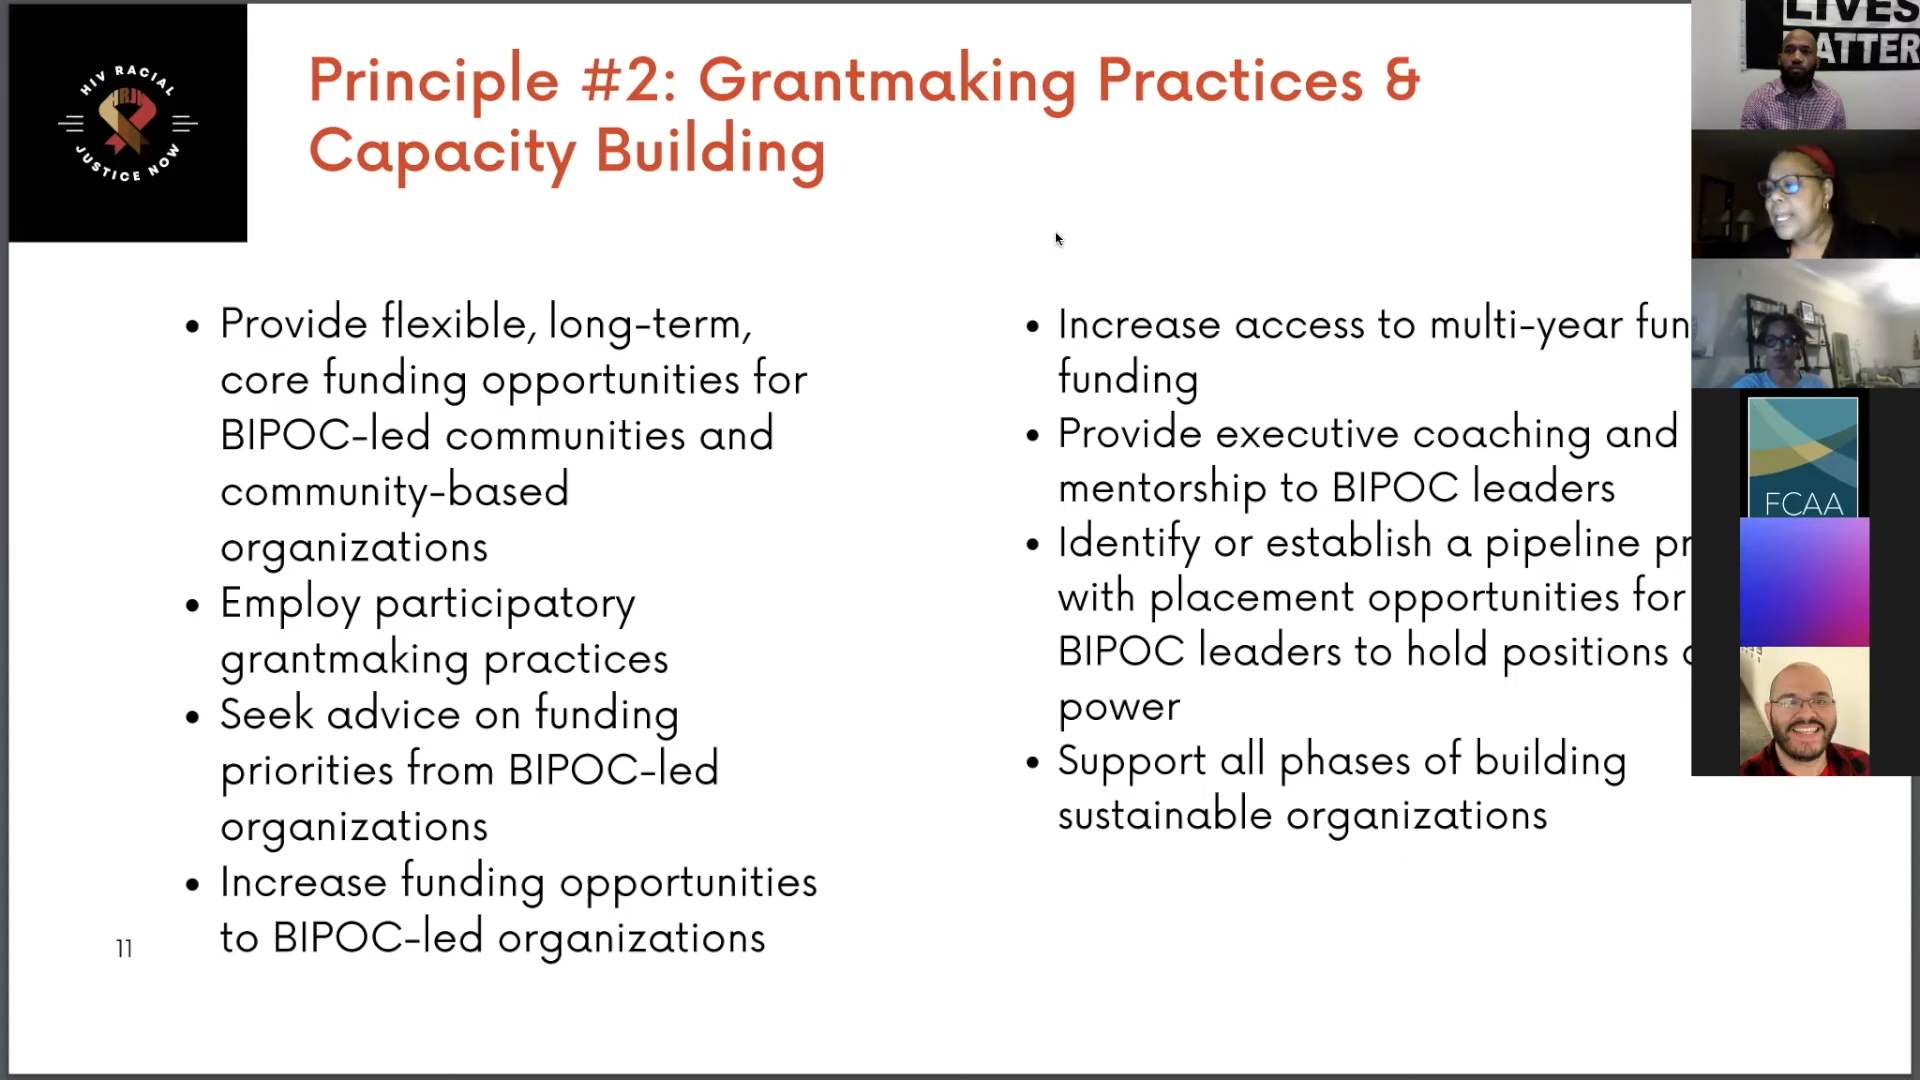 HIV RACIAL
HRJN
JUSTICE NOW
Principle #2: Grantmaking Practices &
Capacity Building
Provide flexible, long-term,
core funding opportunities for
BIPOC-led communities and
community-based
organizations
Employ participatory
grantmaking practices
Seek advice on funding
priorities from BIPOC-led
organizations
Increase funding opportunities
to BIPOC-led organizations
Increase access to multi-year
funding
Provide executive coaching and
mentorship to BIPOC leaders
Identify or establish a pipeline
with placement opportunities for
BIPOC leaders to hold positions
power
Support all phases of building
sustainable organizations
11
LIVES
MATTER
FCAA